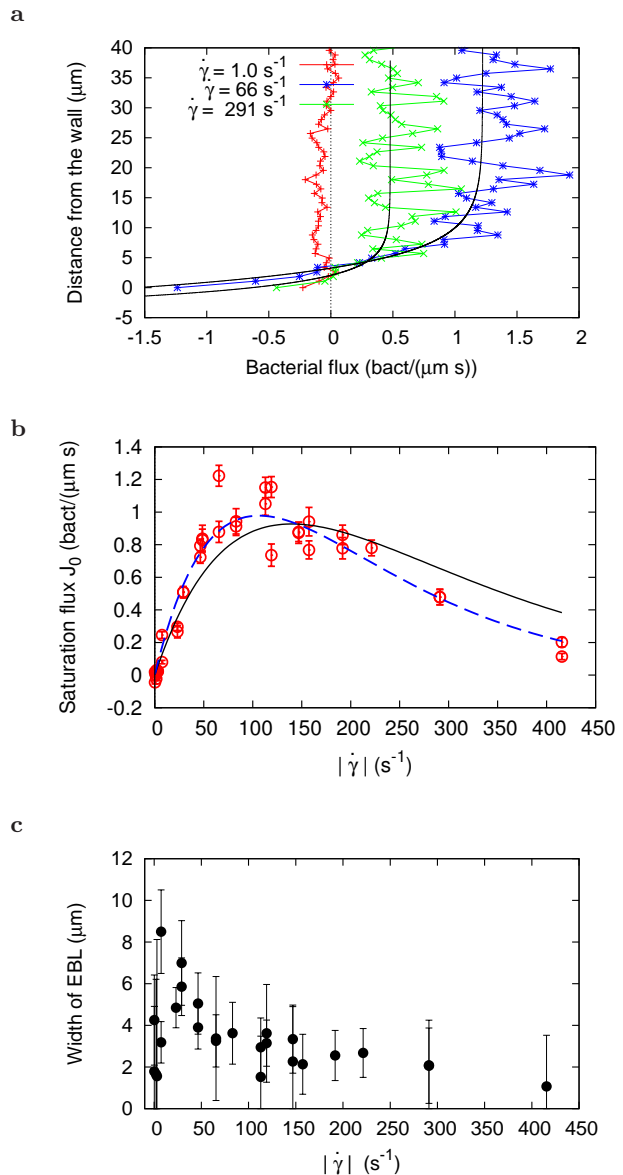 a
40
35
30
25
20
15
10
5
0
-5
Distance from the wall (μm)
γ̇ = 1.0 s⁻¹
γ̇ = 66 s⁻¹
γ̇ = 291 s⁻¹
-1.5 -1 -0.5 0 0.5 1 1.5 2
Bacterial flux (bact/(μm s))
b
1.4
1.2
1
0.8
0.6
0.4
0.2
0
-0.2
Saturation flux J₀ (bact/(μm s)
0 50 100 150 200 250 300 350 400 450
| γ̇ | (s⁻¹)
c
12
10
8
6
4
2
0
Width of EBL (μm)
0 50 100 150 200 250 300 350 400 450
| γ̇ | (s⁻¹)